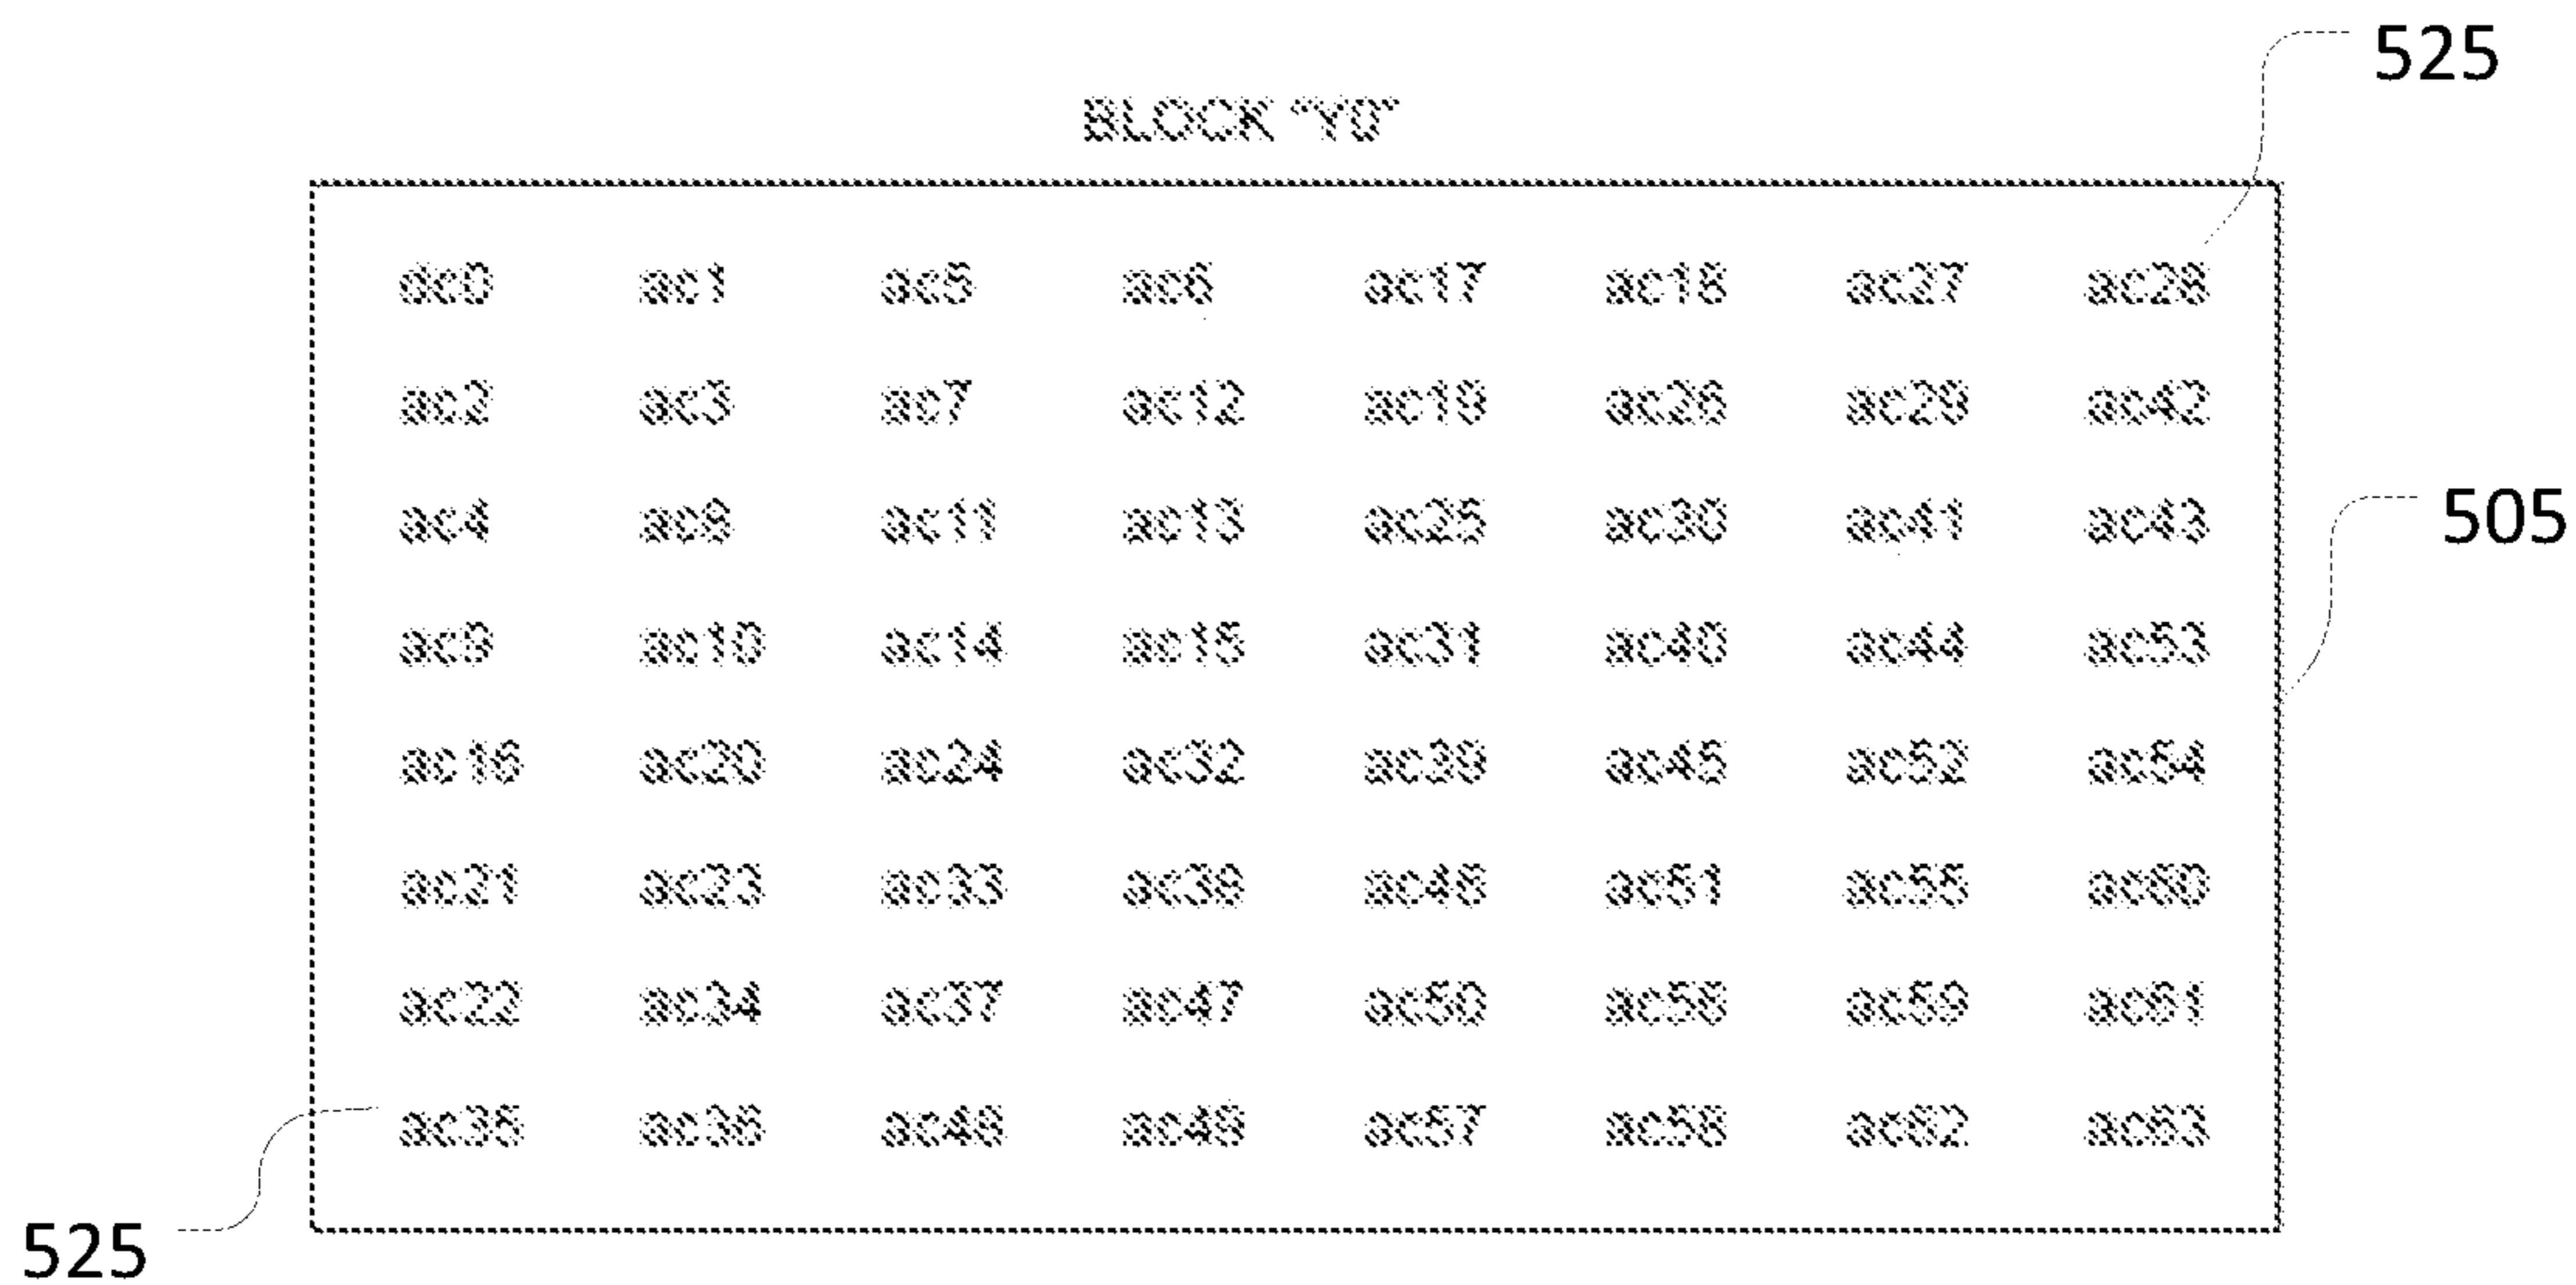 525
BLOCK "Y0"
dc0 ac1 ac5 ac6 ac17 ac18 ac27 ac28
ac2 ac3 ac7 ac12 ac19 ac26 ac29 ac42
505
ac4 ac8 ac11 ac13 ac25 ac30 ac41 ac43
ac9 ac10 ac14 ac15 ac31 ac40 ac44 ac53
ac16 ac20 ac24 ac32 ac39 ac45 ac52 ac54
ac21 ac23 ac33 ac38 ac46 ac51 ac55 ac60
ac22 ac34 ac37 ac47 ac50 ac56 ac59 ac61
ac35 ac36 ac48 ac49 ac57 ac58 ac62 ac63
525